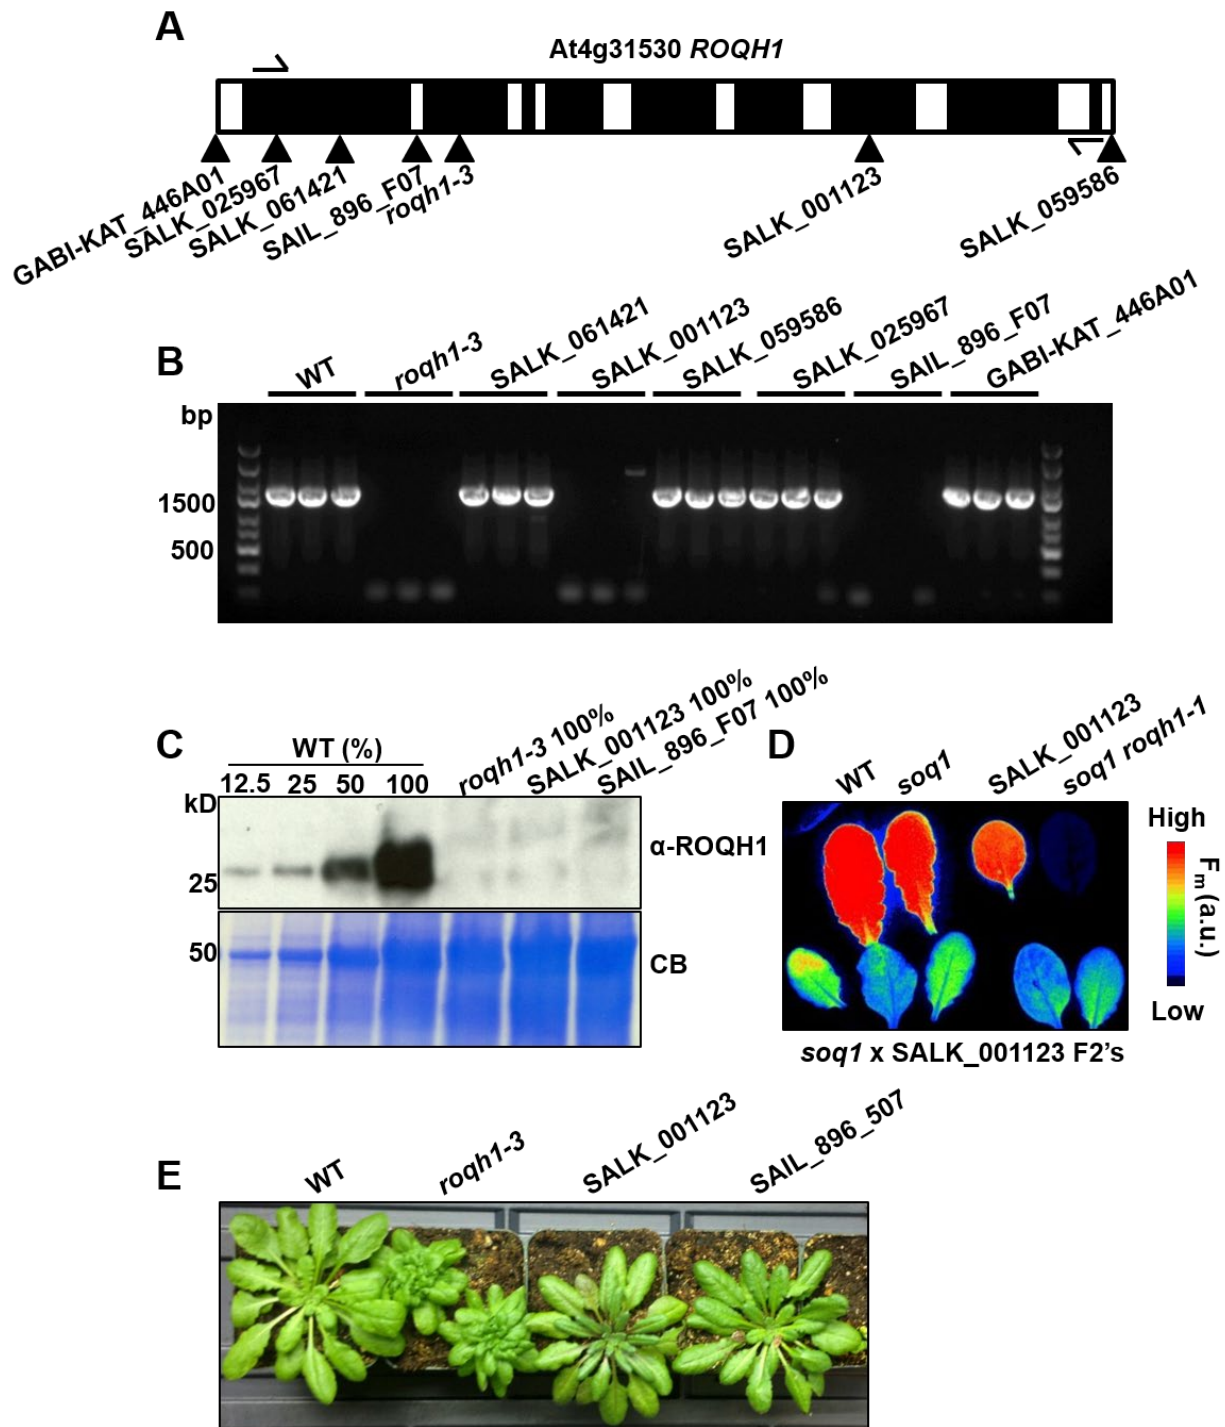 A
At4g31530 ROQH1
GABI-KAT_446A01
SALK_025967
SALK_061421
SAIL_896_F07
roqh1-3
SALK_001123
SALK_059586
B
WT
roqh1-3
SALK_061421
SALK_001123
SALK_059586
SALK_025967
SAIL_896_F07
GABI-KAT_446A01
bp
1500
500
C
WT (%)
12.5 25 50 100
roqh1-3 100%
SALK_001123 100%
SAIL_896_F07 100%
kD
25
α-ROQH1
50
CB
D
WT
soq1
SALK_001123
soq1 roqh1-1
High
Fm (a.u.)
Low
soq1 x SALK_001123 F2’s
E
WT
roqh1-3
SALK_001123
SAIL_896_507